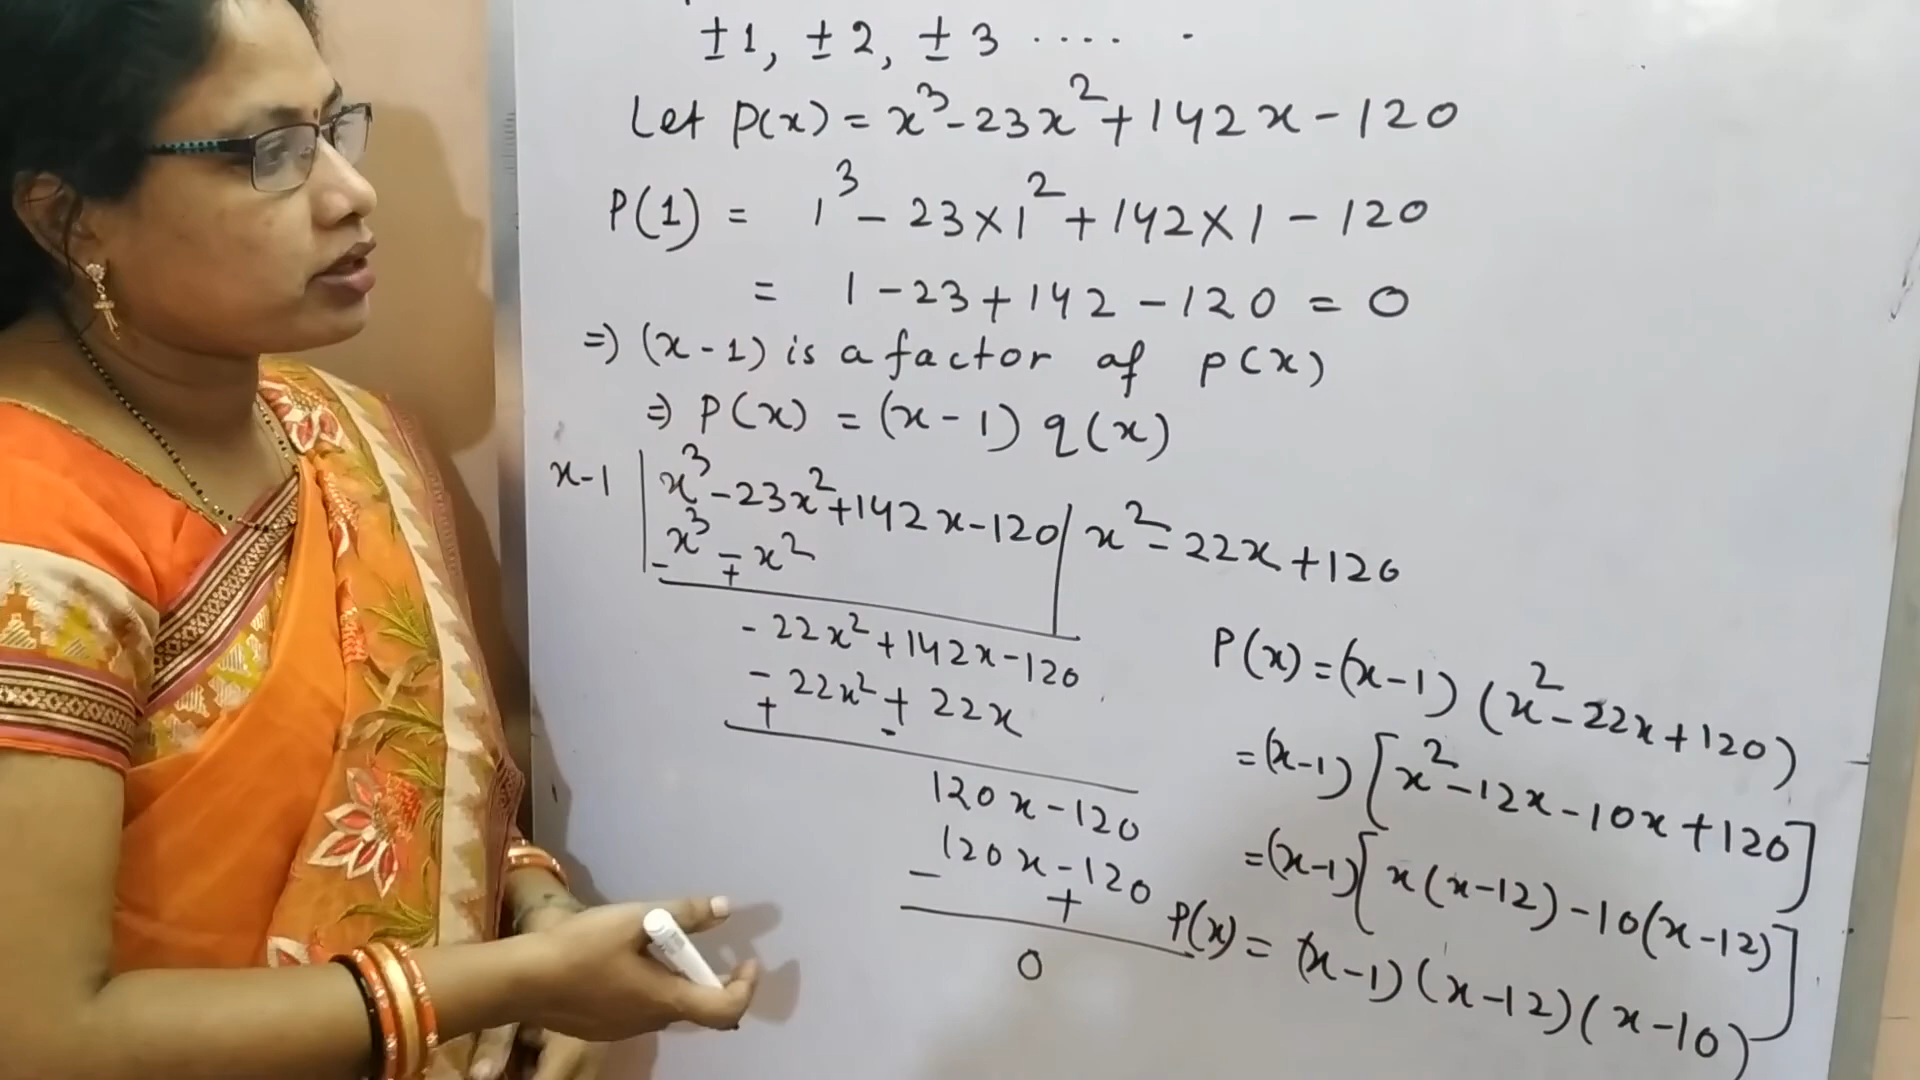 ±1, ±2, ±3 ..... .
Let p(x) = x³-23x²+142x-120
P(1) = 1³ - 23×1²+142×1-120
= 1-23+142-120 = 0
⇒ (x-1) is a factor of p(x)
⇒ P(x) = (x-1) q(x)
x-1 | x³-23x²+142x-120 | x²-22x+120
x³ - x²
- +
-22x²+142x-120
-22x²+22x
+ -
120x-120
120x-120
- +
0
P(x) = (x-1) (x²-22x+120)
= (x-1) [x²-12x-10x+120]
= (x-1) [x(x-12)-10(x-12)]
P(x) = (x-1)(x-12)(x-10)